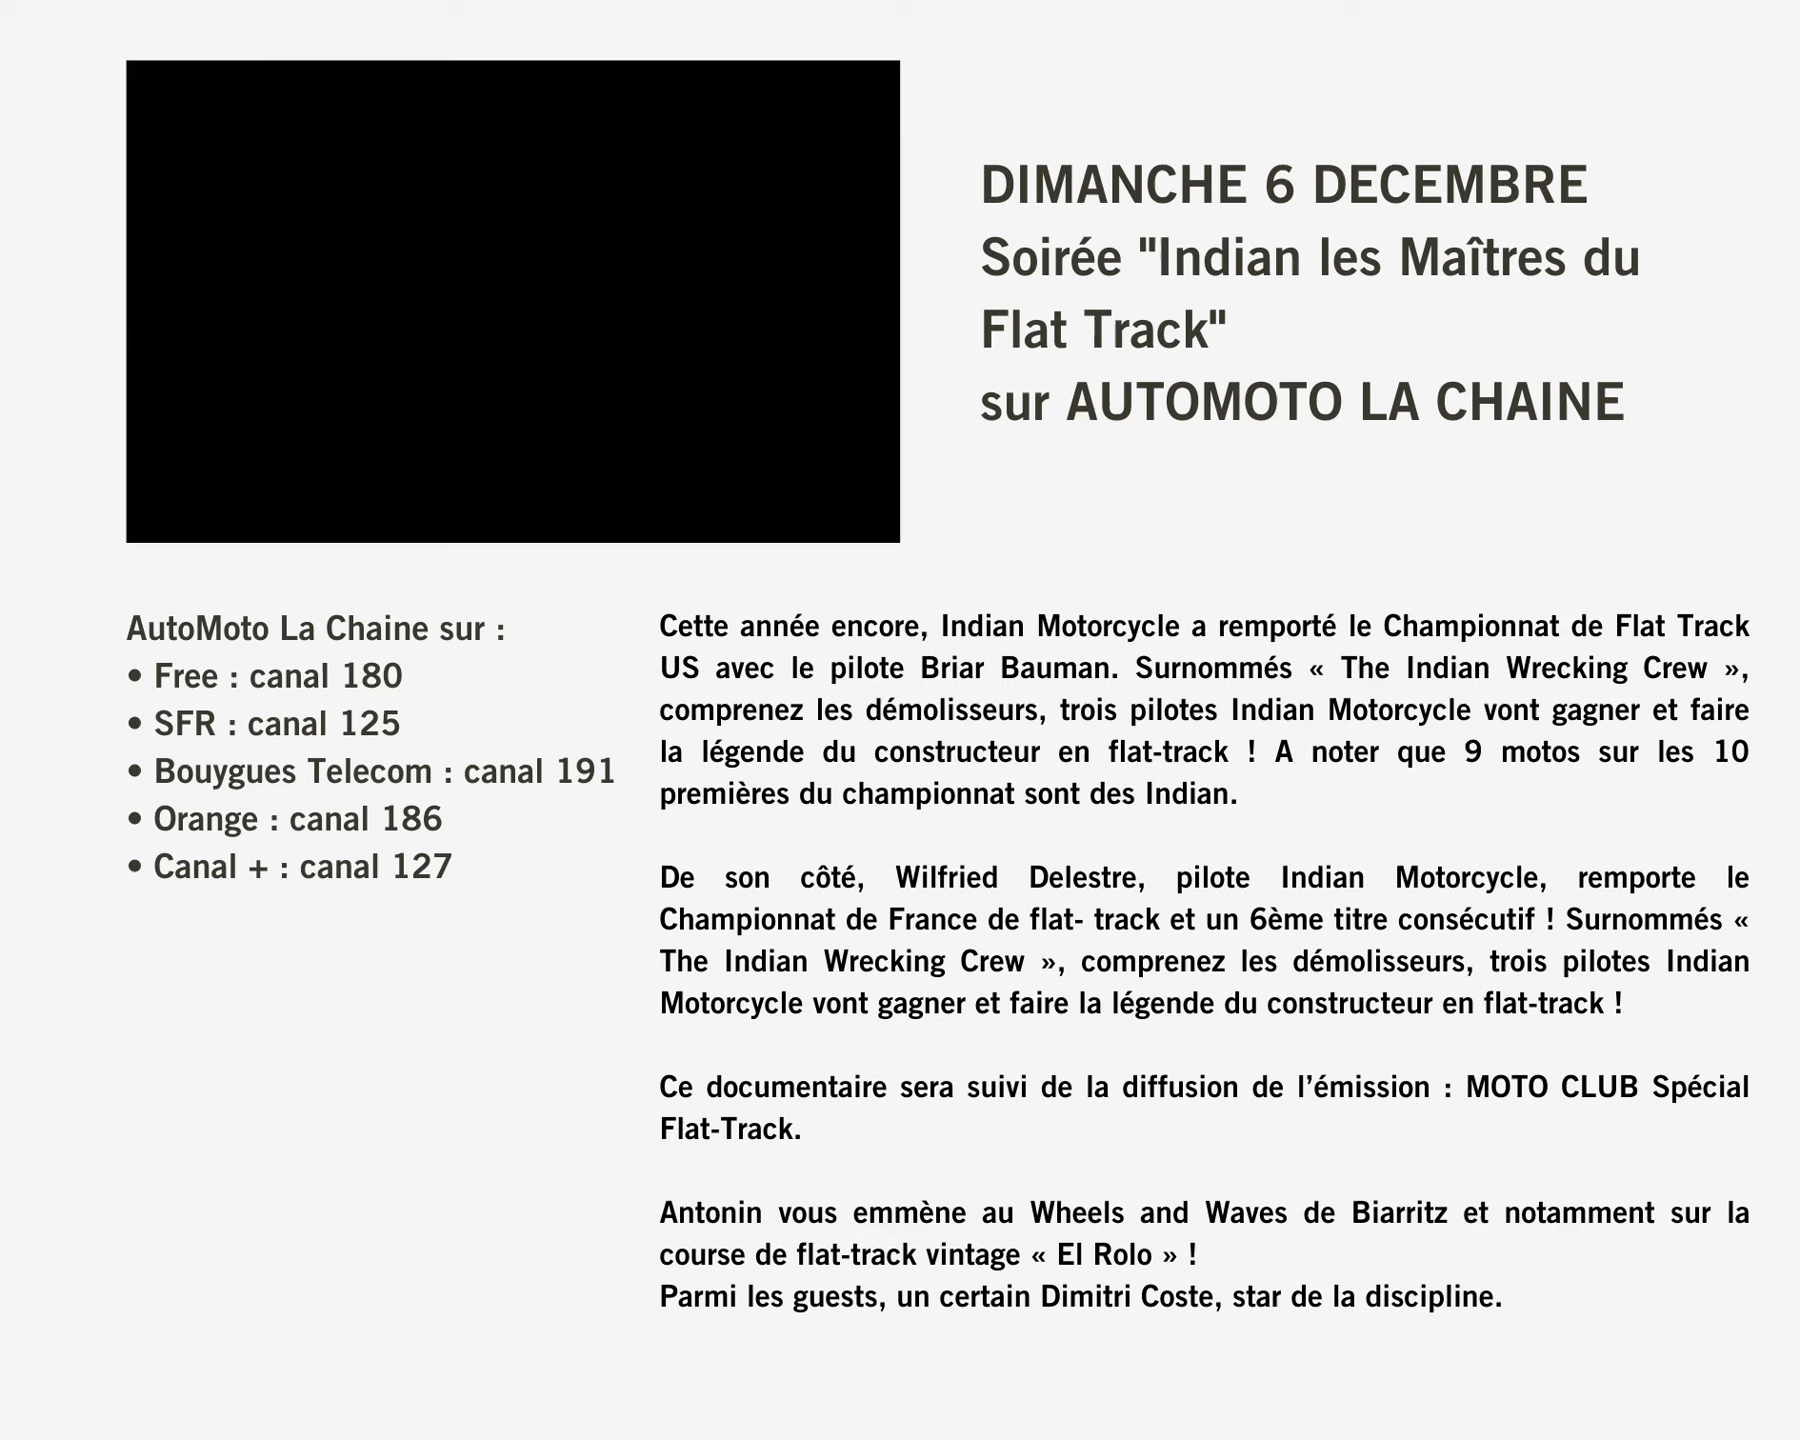 DIMANCHE 6 DECEMBRE
Soirée "Indian les Maîtres du
Flat Track"
sur AUTOMOTO LA CHAINE
AutoMoto La Chaine sur :
• Free : canal 180
• SFR : canal 125
• Bouygues Telecom : canal 191
• Orange : canal 186
• Canal + : canal 127
Cette année encore, Indian Motorcycle a remporté le Championnat de Flat Track
US avec le pilote Briar Bauman. Surnommés « The Indian Wrecking Crew »,
comprenez les démolisseurs, trois pilotes Indian Motorcycle vont gagner et faire
la légende du constructeur en flat-track ! A noter que 9 motos sur les 10
premières du championnat sont des Indian.
De son côté, Wilfried Delestre, pilote Indian Motorcycle, remporte le
Championnat de France de flat- track et un 6ème titre consécutif ! Surnommés «
The Indian Wrecking Crew », comprenez les démolisseurs, trois pilotes Indian
Motorcycle vont gagner et faire la légende du constructeur en flat-track !
Ce documentaire sera suivi de la diffusion de l’émission : MOTO CLUB Spécial
Flat-Track.
Antonin vous emmène au Wheels and Waves de Biarritz et notamment sur la
course de flat-track vintage « El Rolo » !
Parmi les guests, un certain Dimitri Coste, star de la discipline.